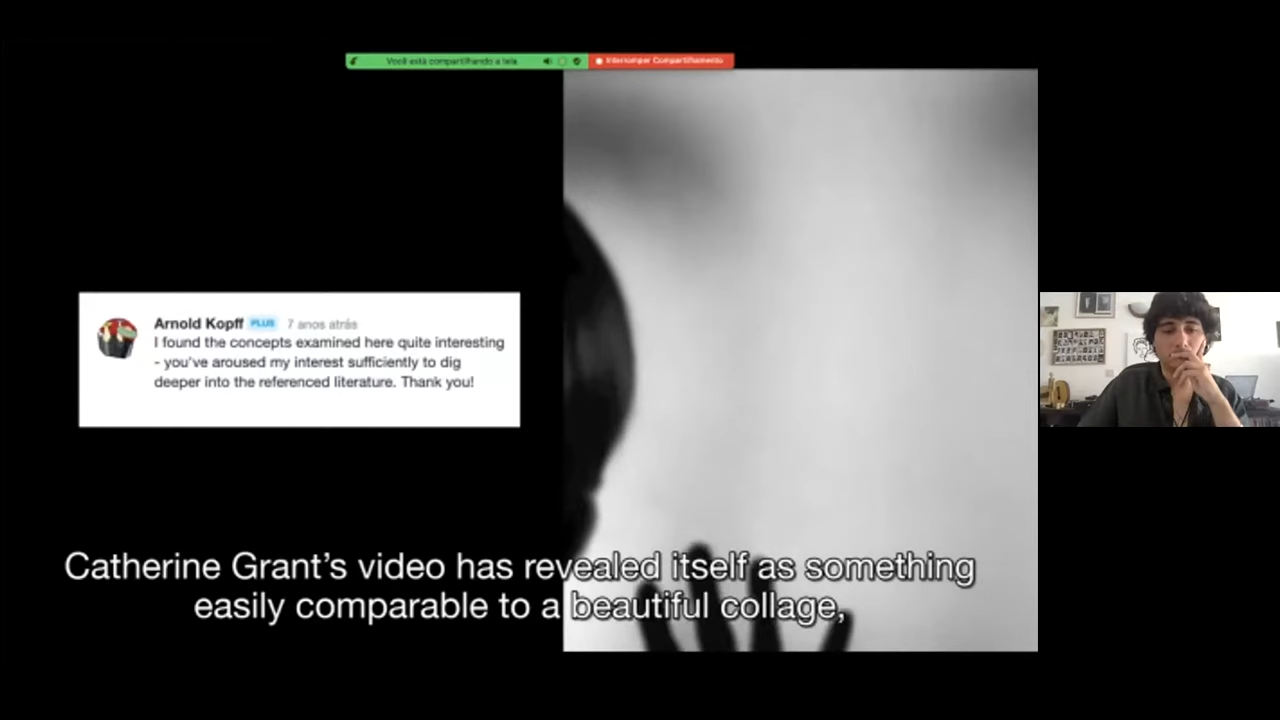 Você está compartilhando a tela
Interromper Compartilhamento
Arnold Kopff PLUS 7 anos atrás
I found the concepts examined here quite interesting
- you've aroused my interest sufficiently to dig
deeper into the referenced literature. Thank you!
Catherine Grant’s video has revealed itself as something
easily comparable to a beautiful collage,